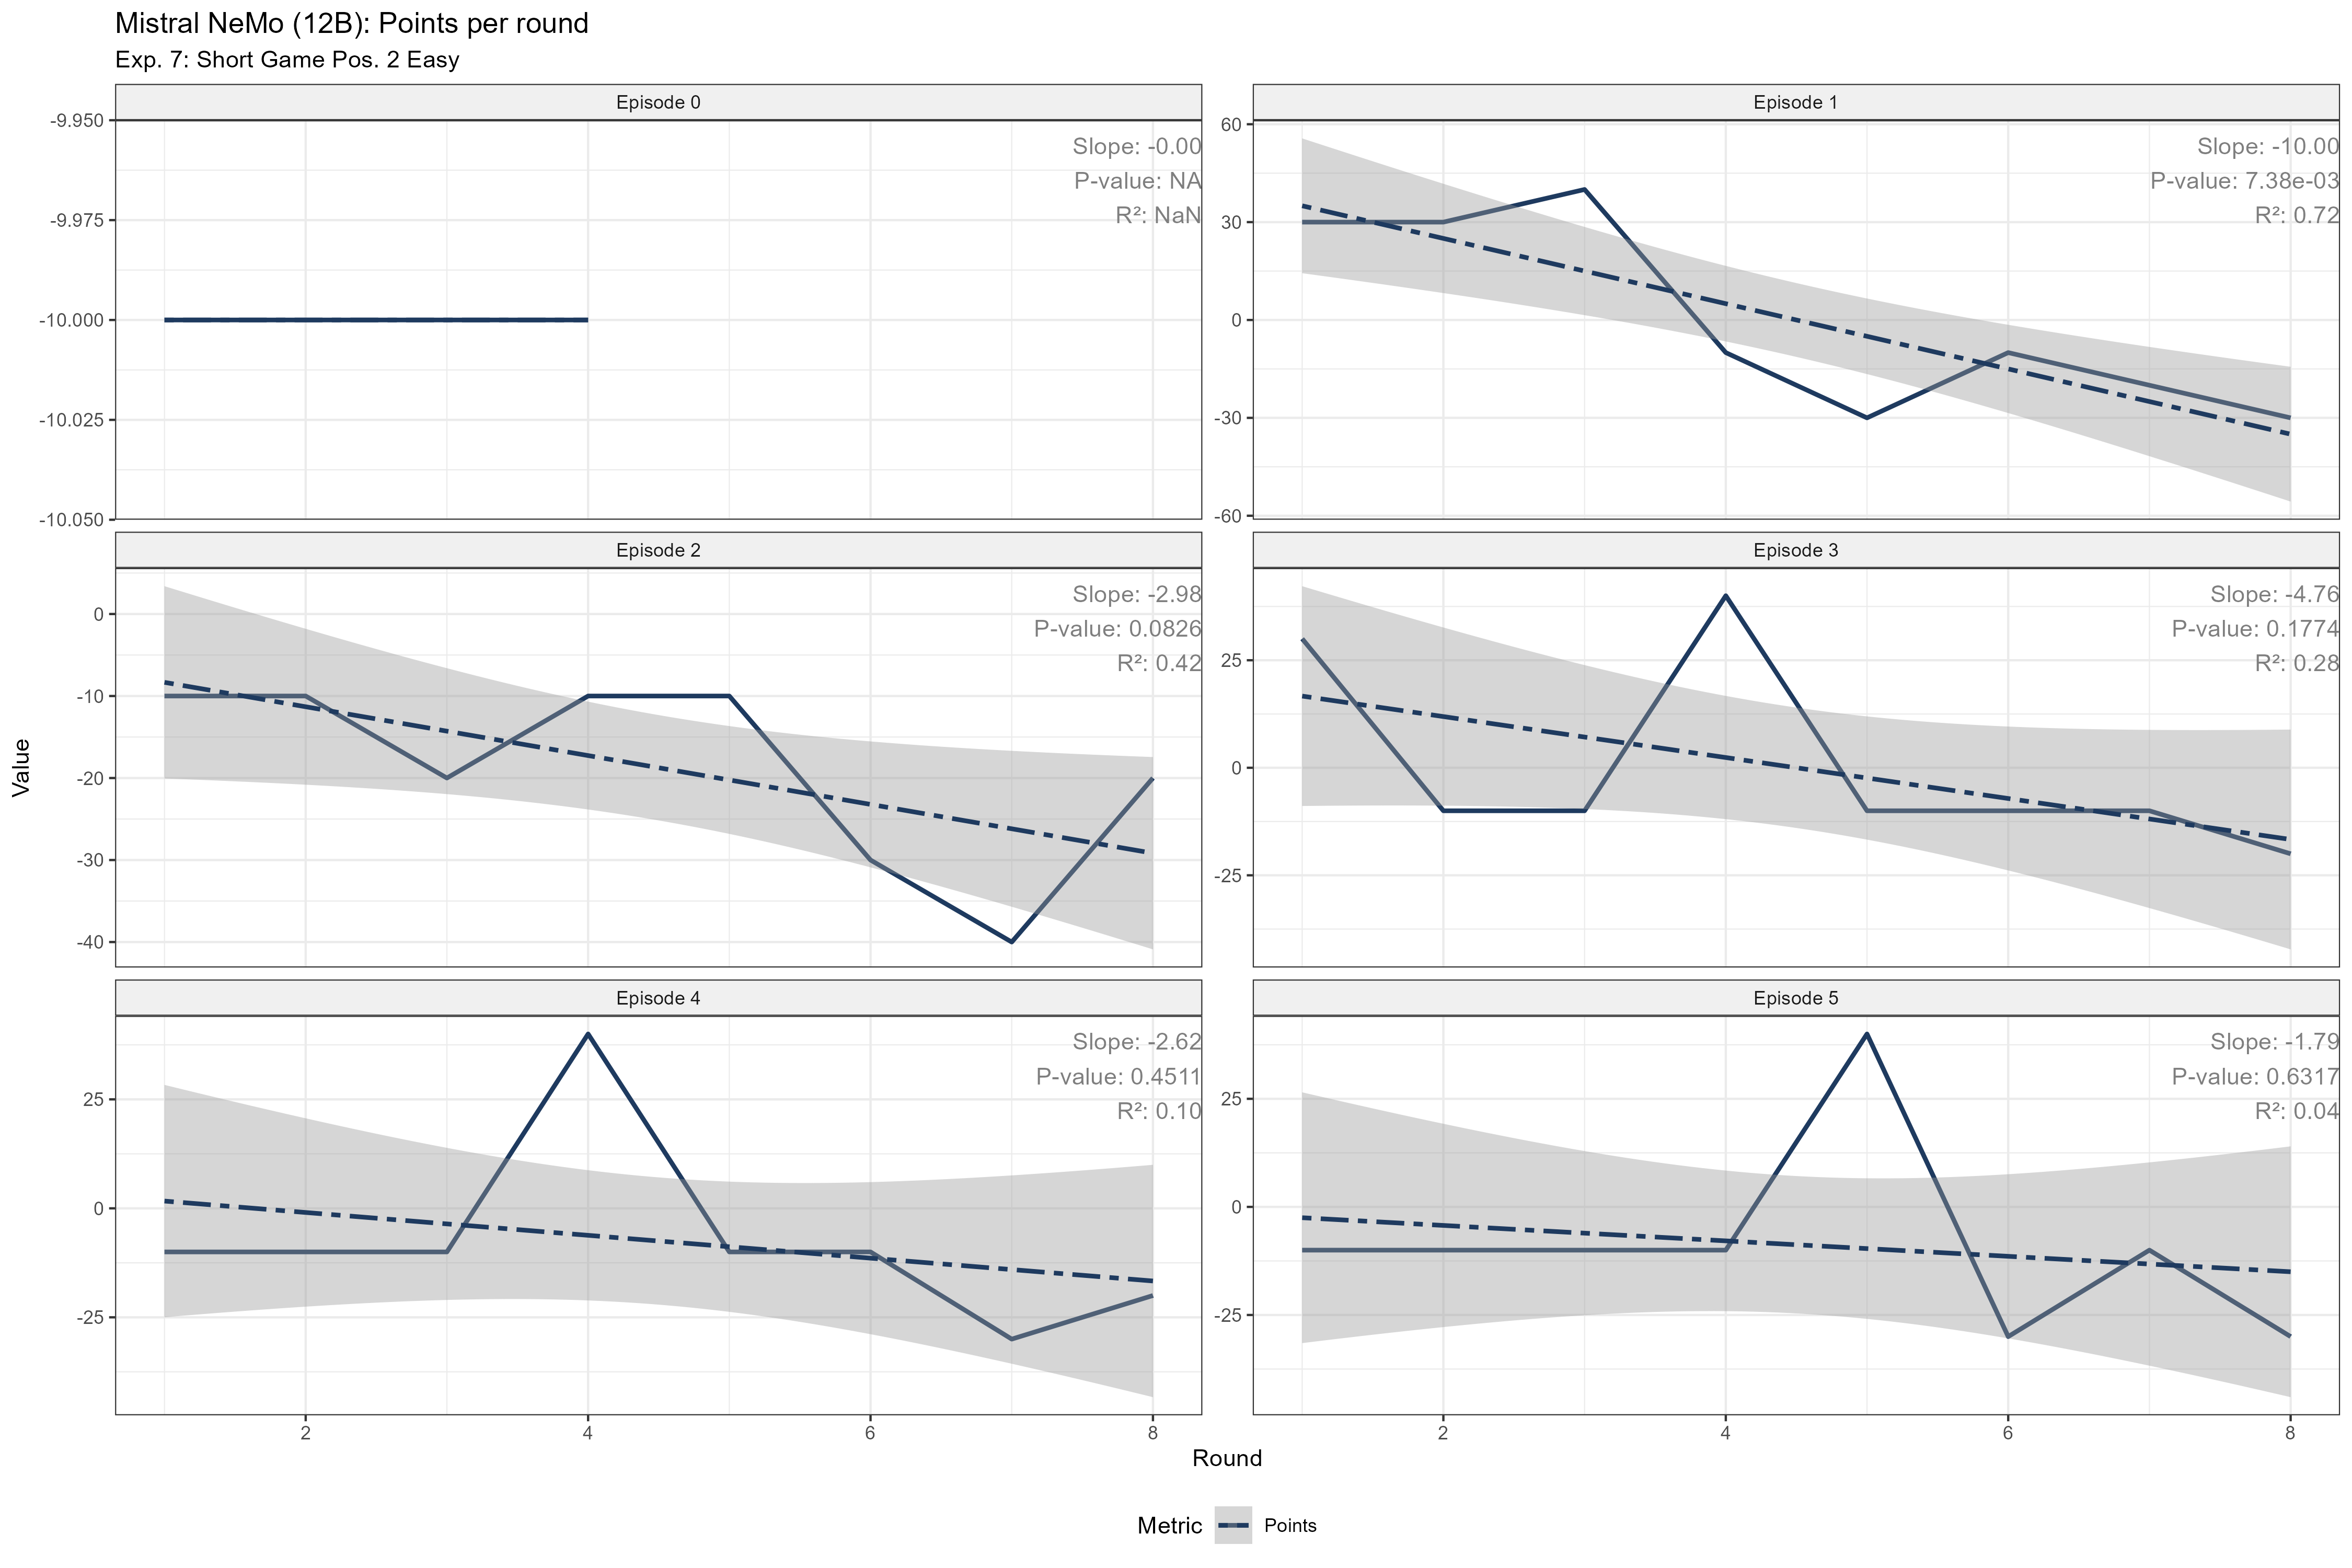 Mistral NeMo (12B): Points per round
Exp. 7: Short Game Pos. 2 Easy
Episode 0
-9.950
-9.975
-10.000
-10.025
-10.050
Slope: -0.00
P-value: NA
R²: NaN
Episode 1
60
30
0
-30
-60
Slope: -10.00
P-value: 7.38e-03
R²: 0.72
Episode 2
0
-10
-20
-30
-40
Slope: -2.98
P-value: 0.0826
R²: 0.42
Episode 3
25
0
-25
Slope: -4.76
P-value: 0.1774
R²: 0.28
Value
Episode 4
25
0
-25
Slope: -2.62
P-value: 0.4511
R²: 0.10
2 4 6 8
Episode 5
25
0
-25
Slope: -1.79
P-value: 0.6317
R²: 0.04
2 4 6 8
Round
Metric Points